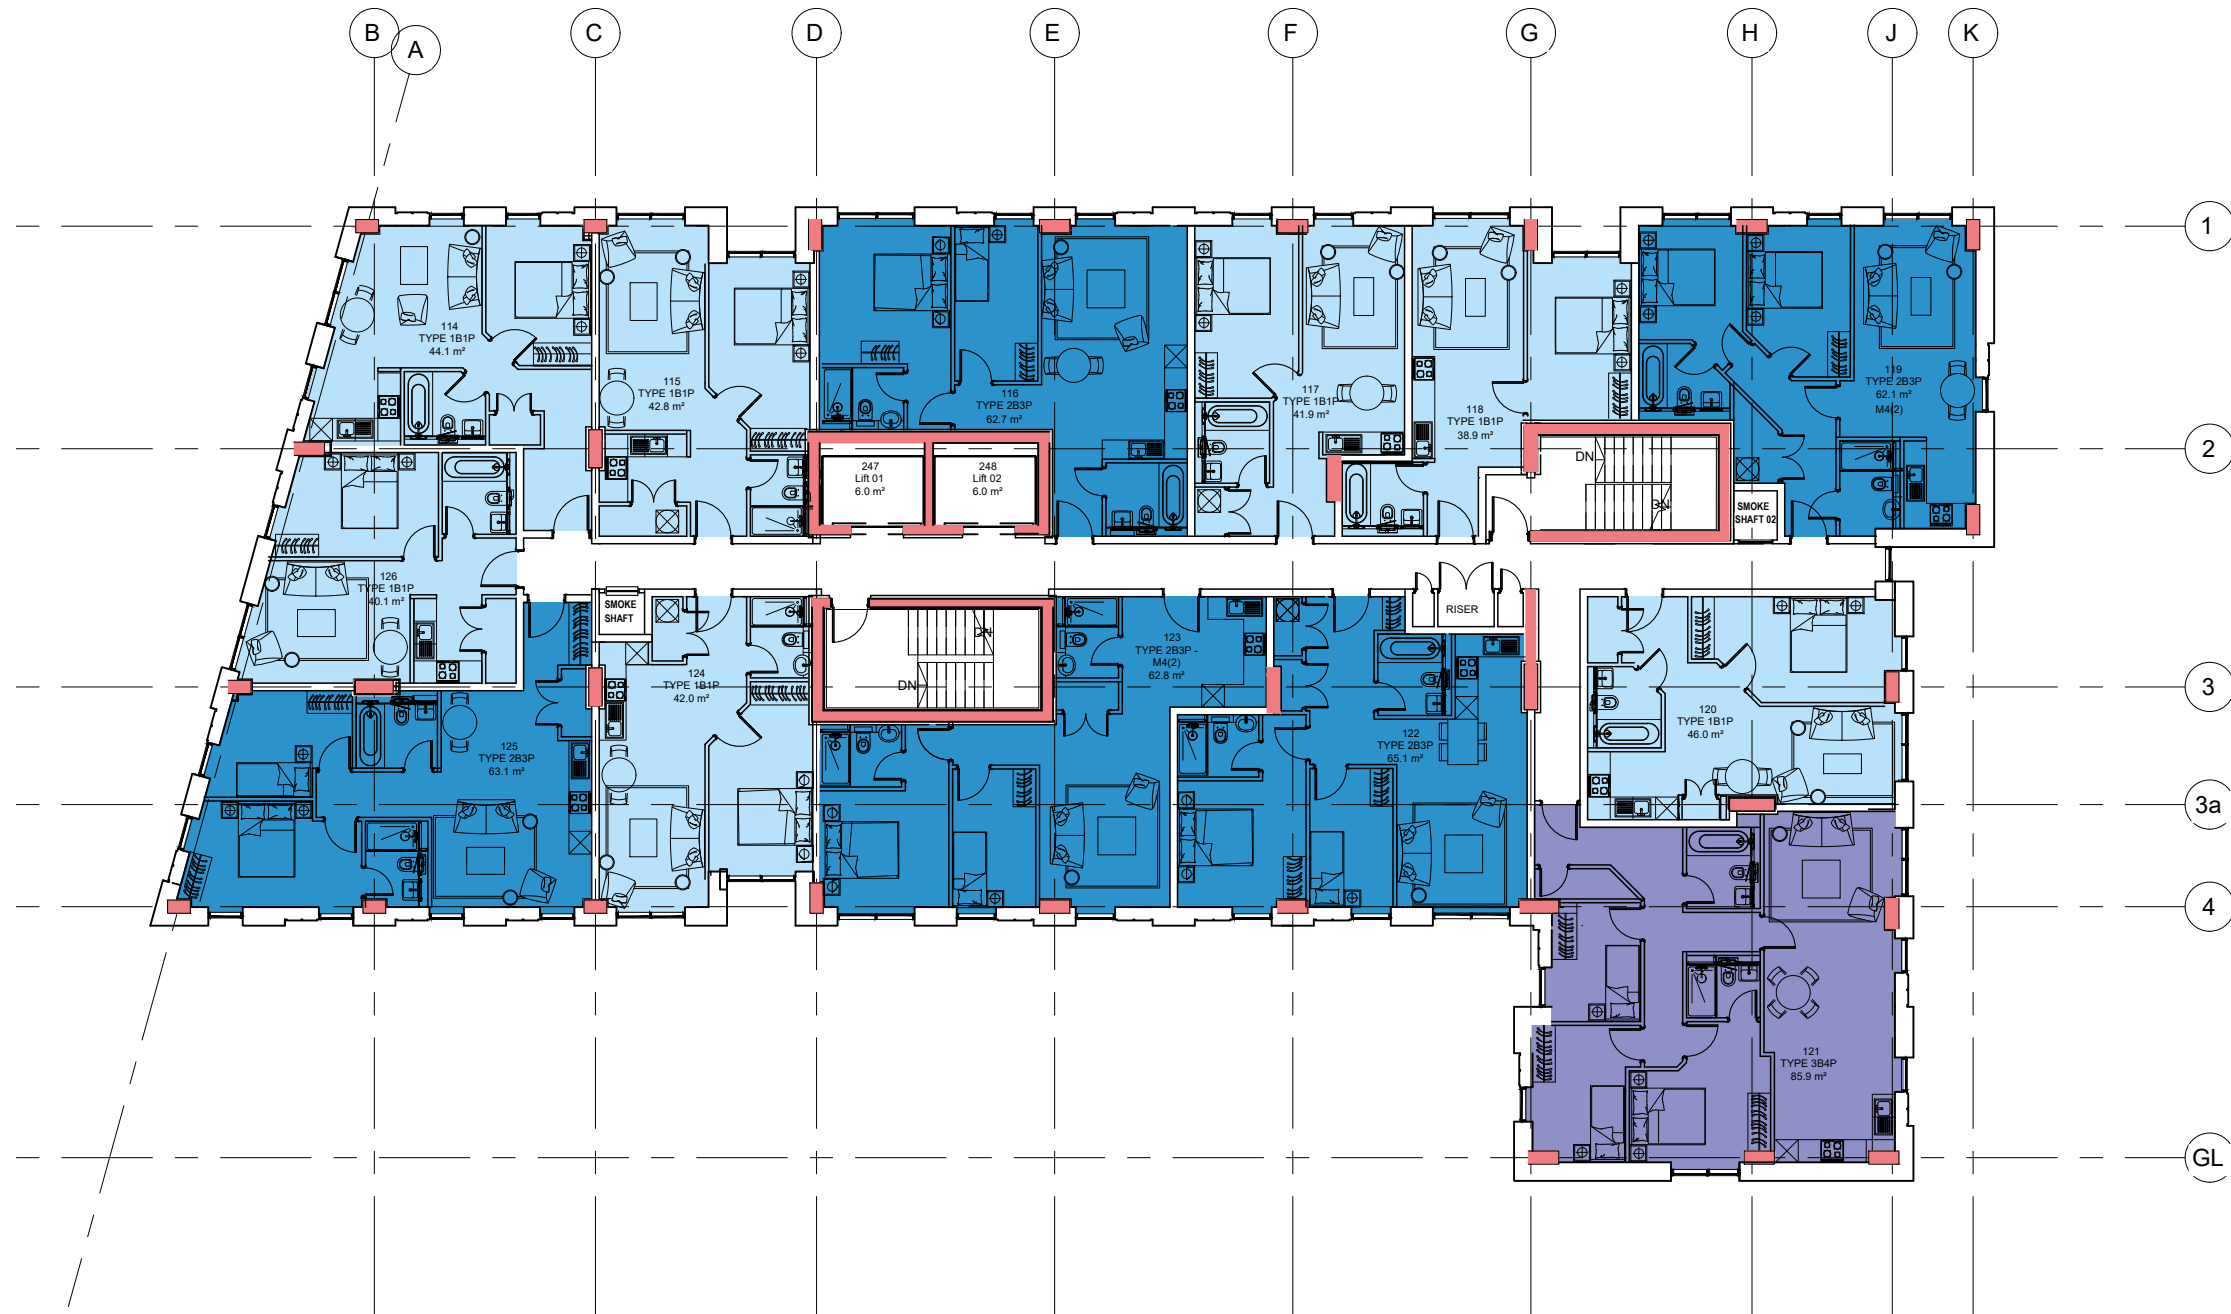 B
A
C
D
E
F
G
H
J
K
1
114
TYPE 1B1P
44.1 m²
115
TYPE 1B1P
42.8 m²
116
TYPE 2B3P
62.7 m²
117
TYPE 1B1P
41.9 m²
118
TYPE 1B1P
38.9 m²
119
TYPE 2B3P
62.1 m²
M4(2)
2
247
Lift 01
6.0 m²
248
Lift 02
6.0 m²
DN
DN
SMOKE
SHAFT 02
126
TYPE 1B1P
40.1 m²
SMOKE
SHAFT
RISER
124
TYPE 1B1P
42.0 m²
DN
123
TYPE 2B3P -
M4(2)
62.8 m²
3
125
TYPE 2B3P
63.1 m²
122
TYPE 2B3P
65.1 m²
120
TYPE 1B1P
46.0 m²
3a
4
121
TYPE 3B4P
85.9 m²
GL